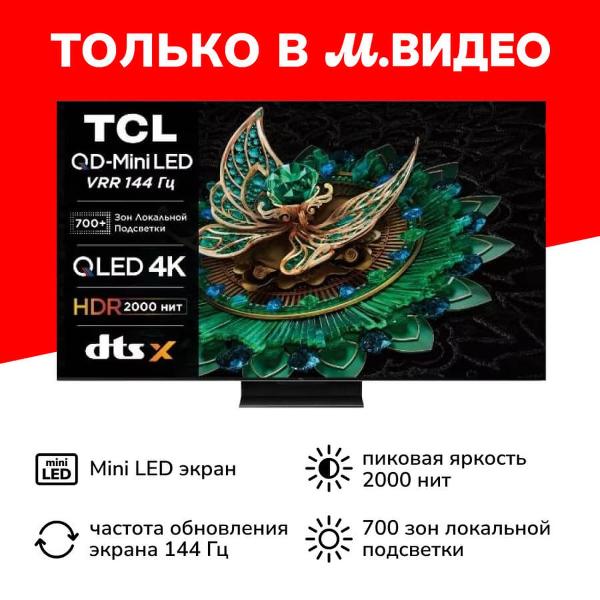 ТОЛЬКО В М.ВИДЕО
TCL
QD-Mini LED
VRR 144 Гц
700+ Зон Локальной
Подсветки
QLED 4K
HDR 2000 нит
dts x
mini
LED
Mini LED экран
пиковая яркость
2000 нит
частота обновления
экрана 144 Гц
700 зон локальной
подсветки